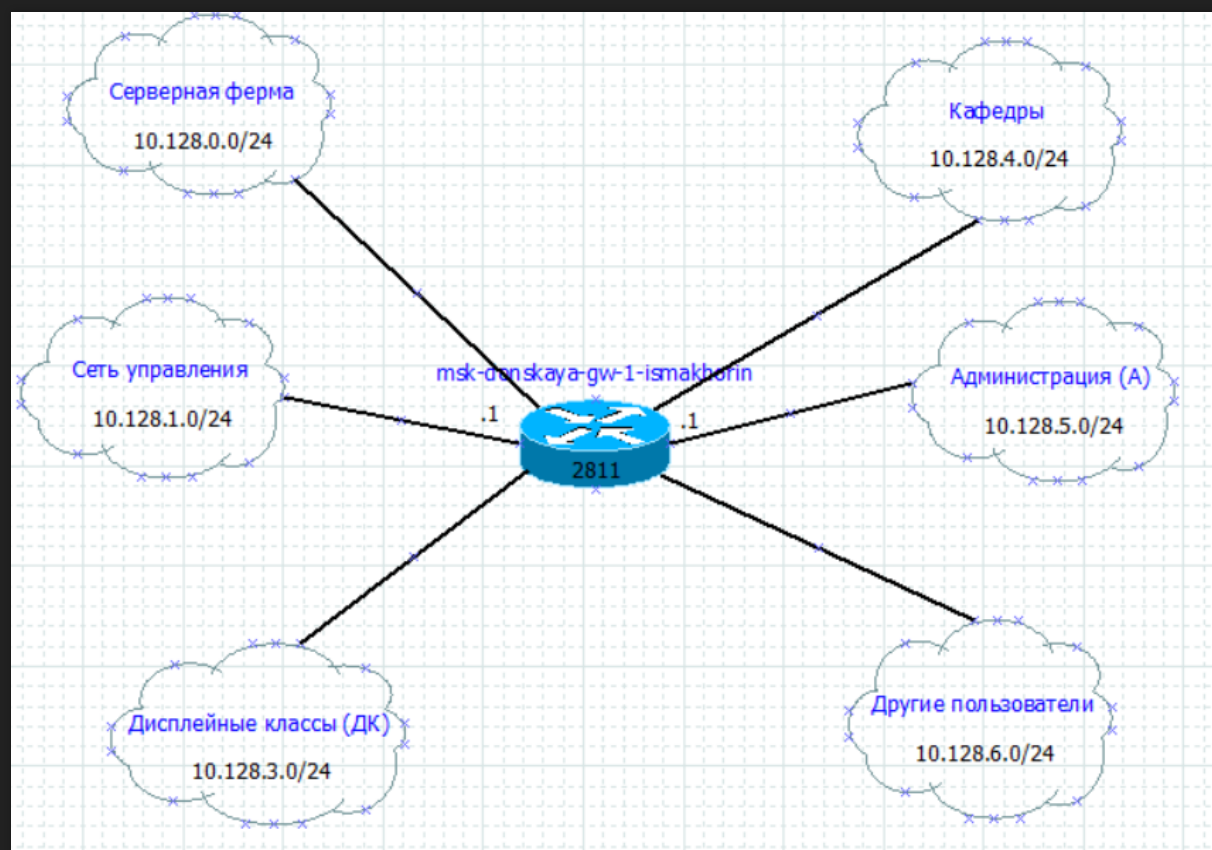 Серверная ферма
10.128.0.0/24
Кафедры
10.128.4.0/24
Сеть управления
10.128.1.0/24
msk-donskaya-gw-1-ismakhorin
.1
.1
2811
Администрация (А)
10.128.5.0/24
Дисплейные классы (ДК)
10.128.3.0/24
Другие пользователи
10.128.6.0/24